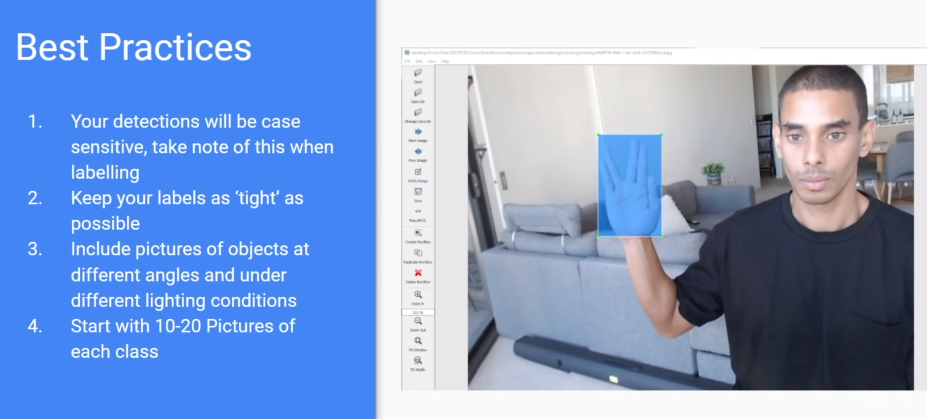 Best Practices
1. Your detections will be case
sensitive, take note of this when
labelling
2. Keep your labels as ‘tight’ as
possible
3. Include pictures of objects at
different angles and under
different lighting conditions
4. Start with 10-20 Pictures of
each class
File Edit View Help
Open
Open Dir
Change Save Dir
Next Image
Prev Image
Verify Image
Save
PascalVOC
Create RectBox
Duplicate RectBox
Delete RectBox
Zoom In
Zoom Out
Fit Window
Fit Width